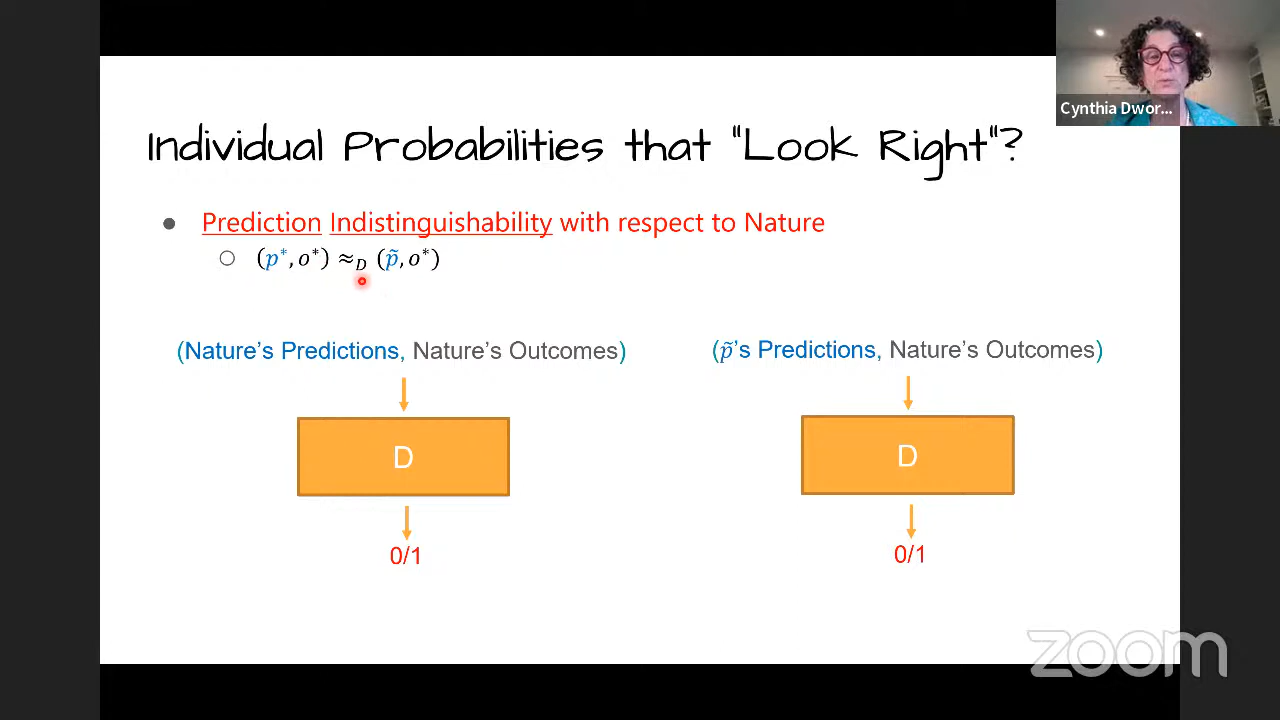 Cynthia Dwor...
Individual Probabilities that "Look Right"?
● Prediction Indistinguishability with respect to Nature
○ (p*, o*) ≈_D (p̃, o*)
(Nature's Predictions, Nature's Outcomes)
(p̃'s Predictions, Nature's Outcomes)
D
D
0/1
0/1
zoom